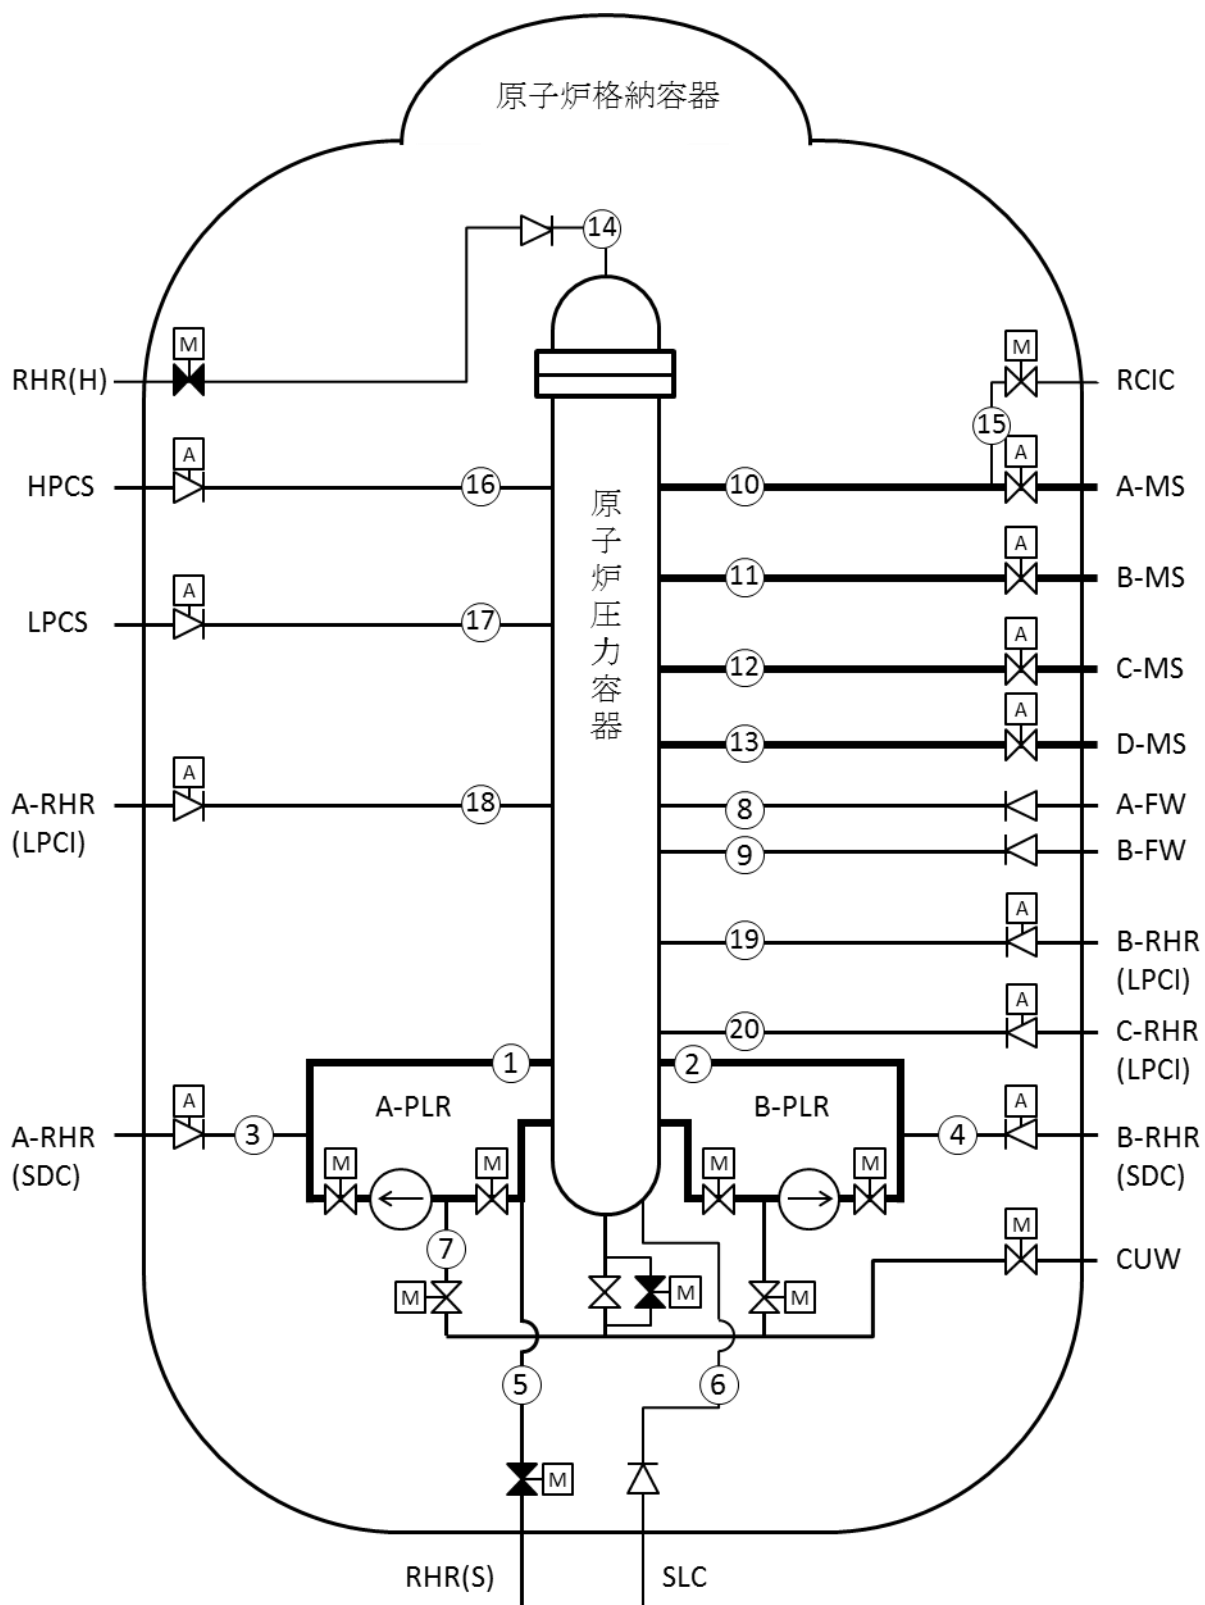 原子炉格納容器
14
M
M
RHR(H)
RCIC
15
A
A
HPCS
16
10
A-MS
原子炉圧力容器
A
11
B-MS
A
LPCS
17
A
12
C-MS
A
13
D-MS
A
A-RHR
(LPCI)
18
8
A-FW
9
B-FW
A
19
B-RHR
(LPCI)
A
20
C-RHR
(LPCI)
1
2
A-PLR
B-PLR
A
A
A-RHR
(SDC)
3
4
B-RHR
(SDC)
M
M
M
M
7
M
CUW
M
M
M
5
6
M
RHR(S)
SLC